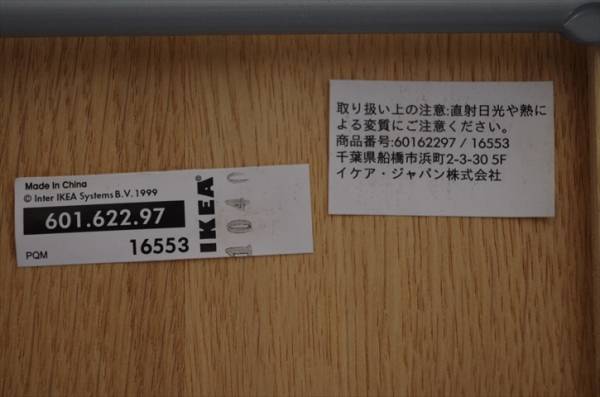 Made in China
© Inter IKEA Systems B.V. 1999
601.622.97
16553
PQM
IKEA®
1040
取り扱い上の注意:直射日光や熱に
よる変質にご注意ください。
商品番号:60162297 / 16553
千葉県船橋市浜町2-3-30 5F
イケア・ジャパン株式会社